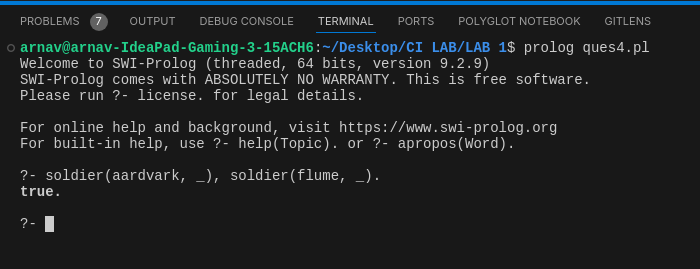 PROBLEMS 7 OUTPUT DEBUG CONSOLE TERMINAL PORTS POLYGLOT NOTEBOOK GITLENS
arnav@arnav-IdeaPad-Gaming-3-15ACH6:~/Desktop/CI LAB/LAB 1$ prolog ques4.pl
Welcome to SWI-Prolog (threaded, 64 bits, version 9.2.9)
SWI-Prolog comes with ABSOLUTELY NO WARRANTY. This is free software.
Please run ?- license. for legal details.
For online help and background, visit https://www.swi-prolog.org
For built-in help, use ?- help(Topic). or ?- apropos(Word).
?- soldier(aardvark, _), soldier(flume, _).
true.
?-